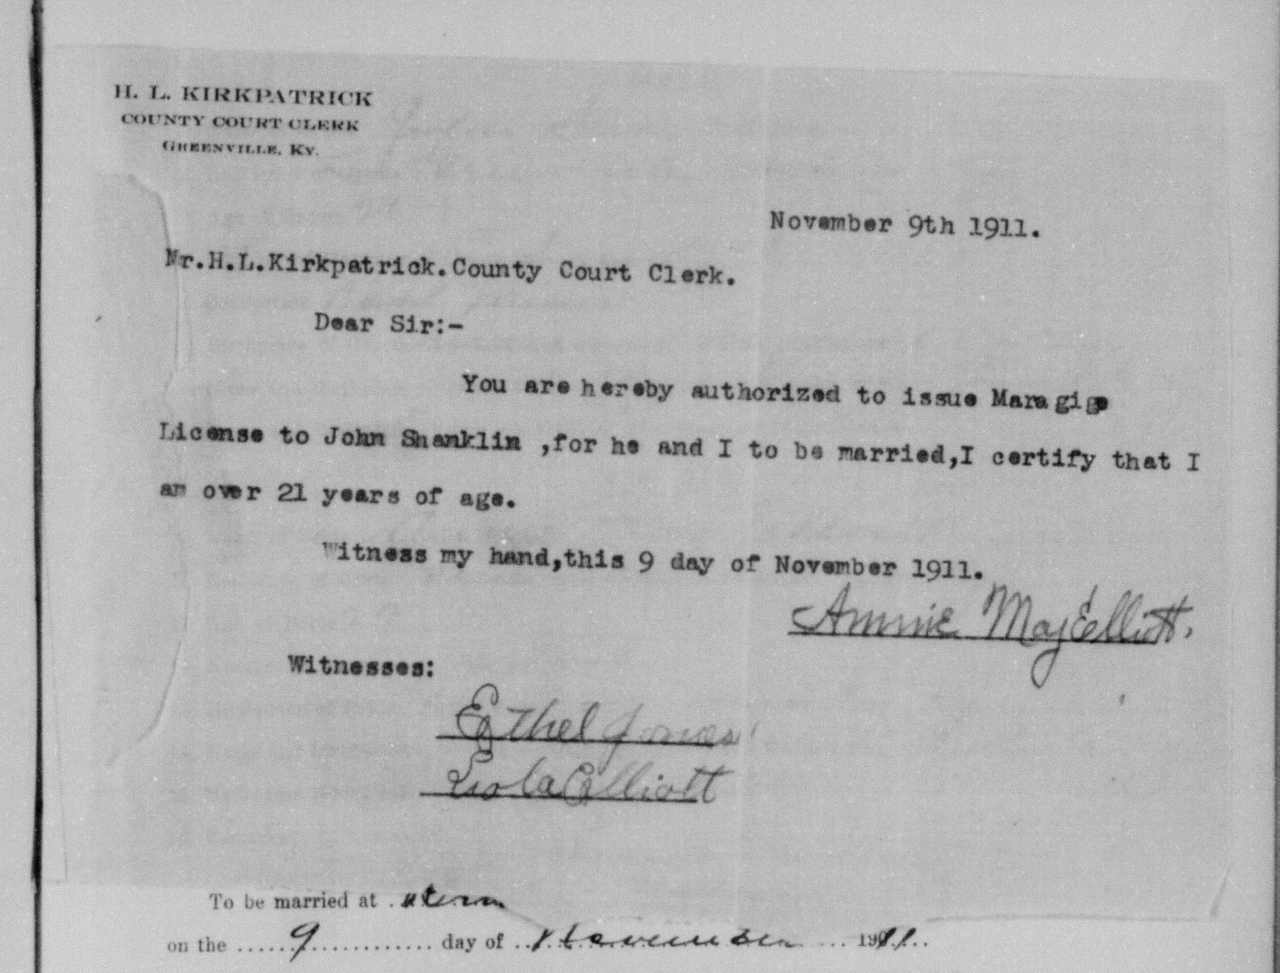 H. L. KIRKPATRICK
COUNTY COURT CLERK
GREENVILLE, KY.
November 9th 1911.
Mr.H.L.Kirkpatrick.County Court Clerk.
Dear Sir:-
You are hereby authorized to issue Maragige
License to John Shanklin ,for he and I to be married,I certify that I
am over 21 years of age.
Witness my hand,this 9 day of November 1911.
Annie May Elliott.
Witnesses:
Eythel Jones
Liola Elliott
To be married at
on the ......9............ day of ...November... 1911..